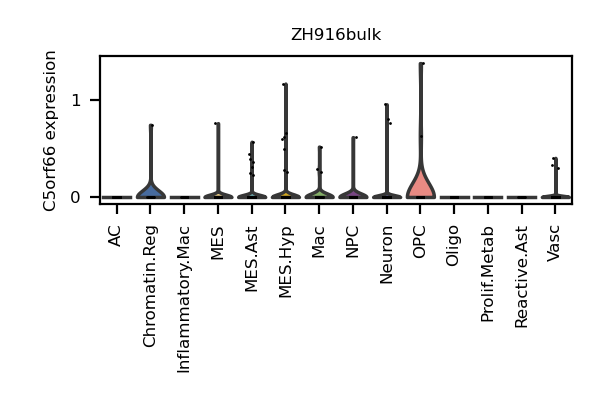 ZH916bulk
C5orf66 expression
1
0
AC
Chromatin.Reg
Inflammatory.Mac
MES
MES.Ast
MES.Hyp
Mac
NPC
Neuron
OPC
Oligo
Prolif.Metab
Reactive.Ast
Vasc